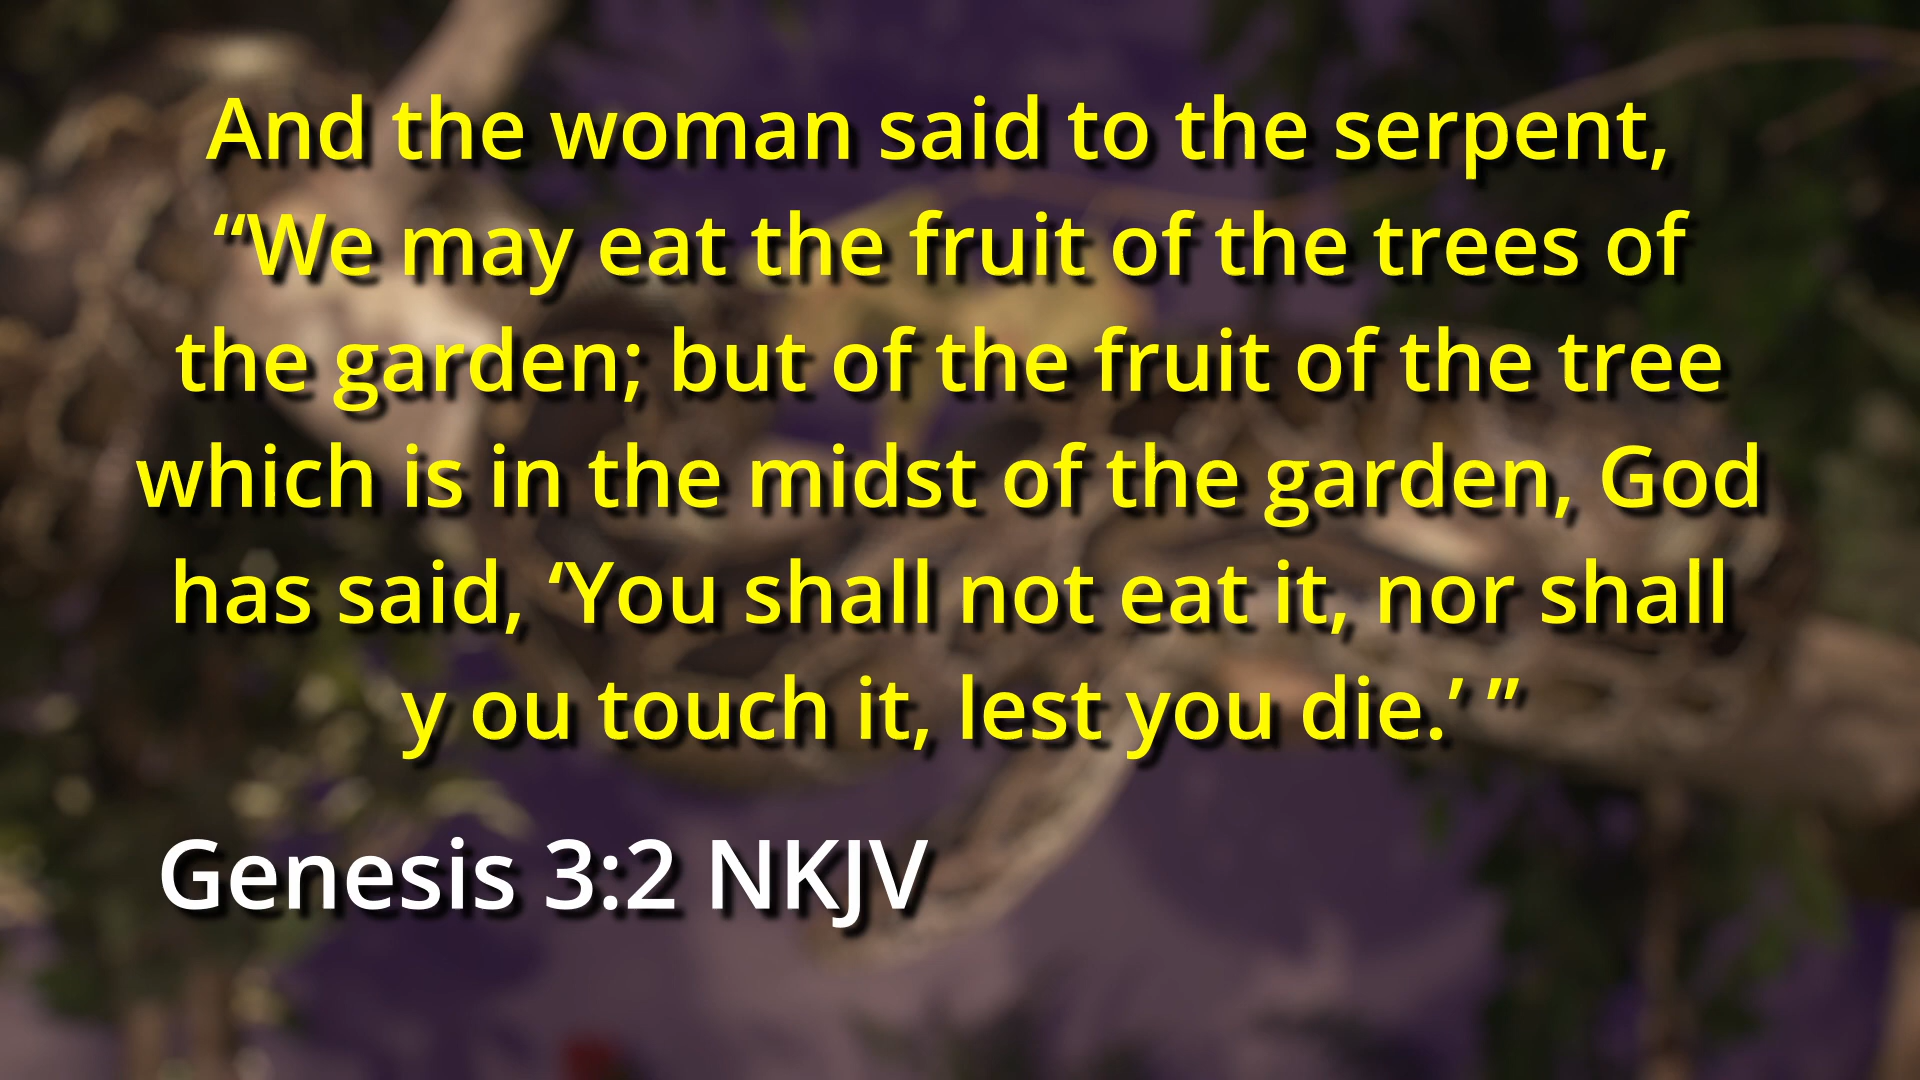 And the woman said to the serpent,
“We may eat the fruit of the trees of
the garden; but of the fruit of the tree
which is in the midst of the garden, God
has said, ‘You shall not eat it, nor shall
y ou touch it, lest you die.’ ”
Genesis 3:2 NKJV